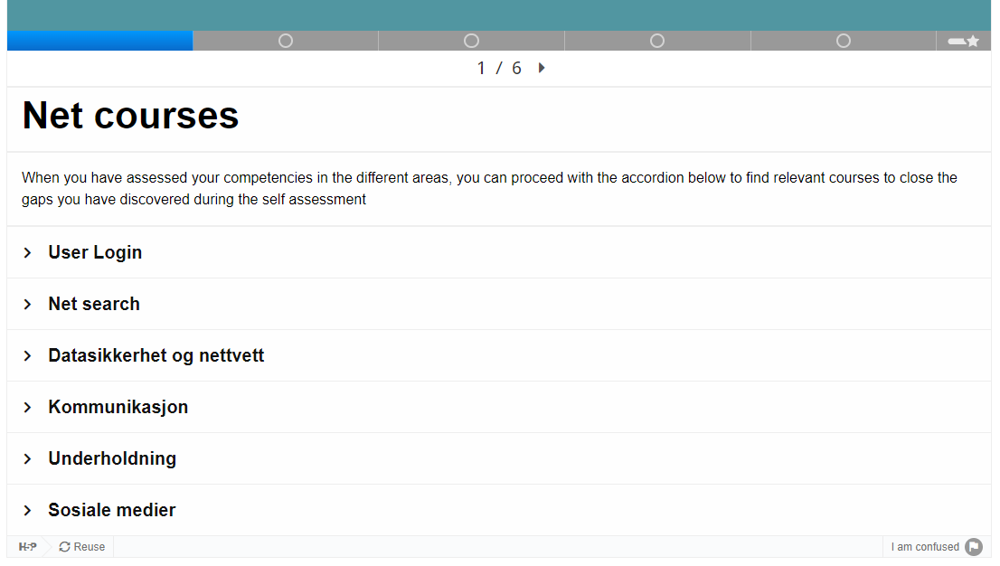 1 / 6
Net courses
When you have assessed your competencies in the different areas, you can proceed with the accordion below to find relevant courses to close the
gaps you have discovered during the self assessment
User Login
Net search
Datasikkerhet og nettvett
Kommunikasjon
Underholdning
Sosiale medier
H5P Reuse I am confused